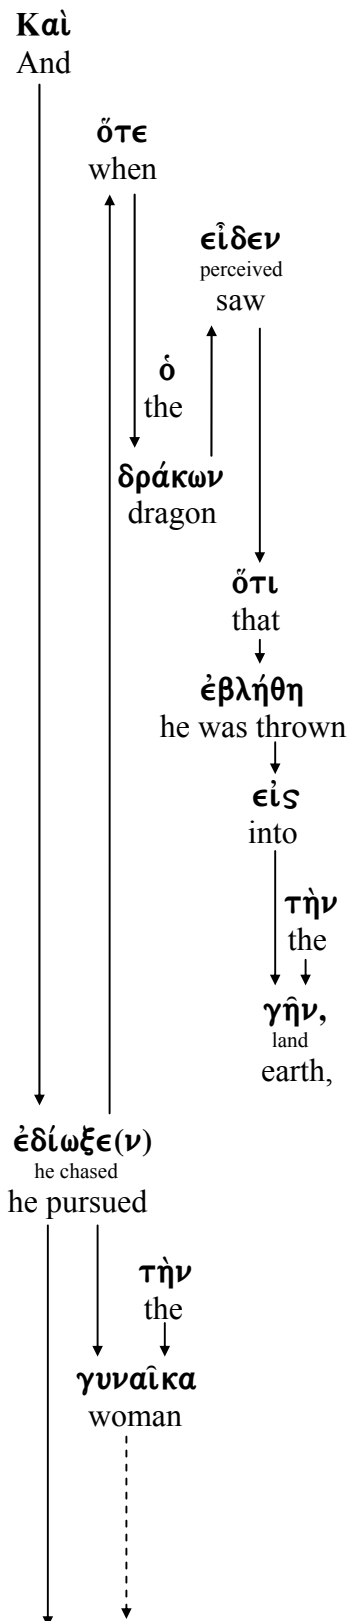 Καὶ
And
ὅτε
when
εἶδεν
perceived
saw
ὁ
the
δράκων
dragon
ὅτι
that
ἐβλήθη
he was thrown
εἰς
into
τὴν
the
γῆν,
land
earth,
ἐδίωξε(ν)
he chased
he pursued
τὴν
the
γυναῖκα
woman